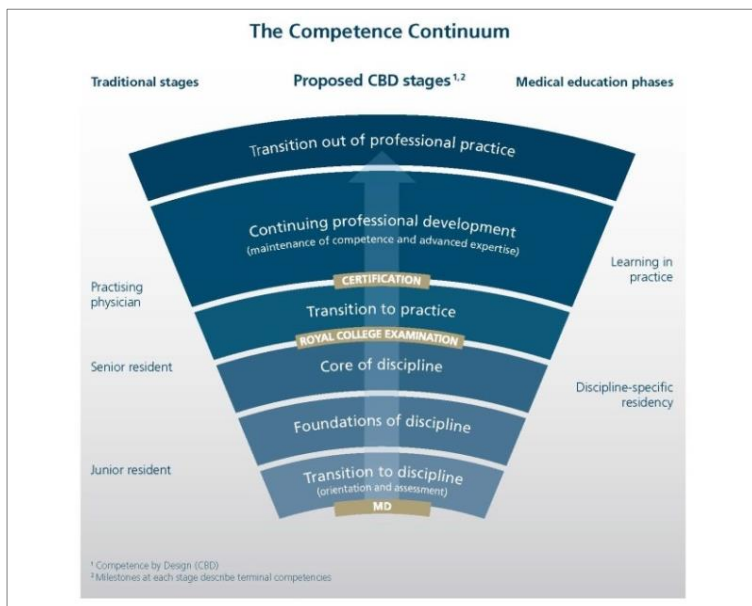 The Competence Continuum
Traditional stages
Proposed CBD stages¹,²
Medical education phases
Transition out of professional practice
Continuing professional development
(maintenance of competence and advanced expertise)
Learning in
practice
CERTIFICATION
Practising
physician
Transition to practice
ROYAL COLLEGE EXAMINATION
Senior resident
Core of discipline
Discipline-specific
residency
Foundations of discipline
Junior resident
Transition to discipline
(orientation and assessment)
MD
¹ Competence by Design (CBD)
² Milestones at each stage describe terminal competencies